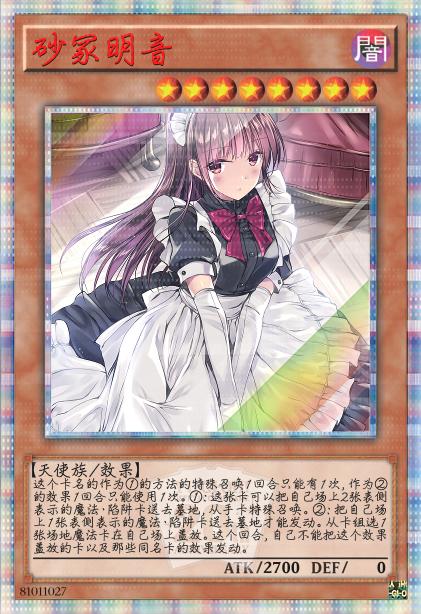 砂冢明音
闇
【天使族/效果】
这个卡名的作为①的方法的特殊召唤1回合只能有1次，作为②
的效果1回合只能使用1次。①：这张卡可以把自己场上2张表侧
表示的魔法·陷阱卡送去墓地，从手卡特殊召唤。②：把自己场
上1张表侧表示的魔法·陷阱卡送去墓地才能发动。从卡组选1
张场地魔法卡在自己场上盖放。这个回合，自己不能把这个效果
盖放的卡以及那些同名卡的效果发动。
ATK/2700 DEF/ 0
81011027